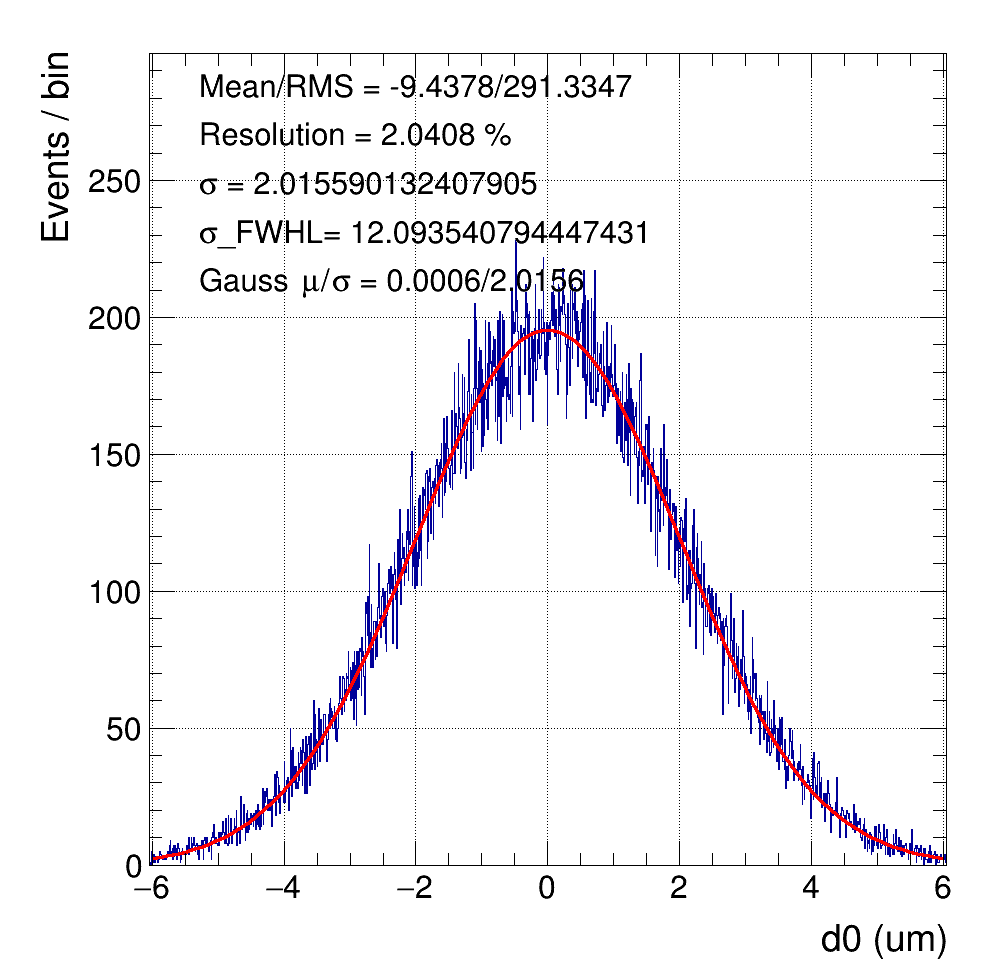 Events / bin
Mean/RMS = -9.4378/291.3347
Resolution = 2.0408 %
σ = 2.015590132407905
σ_FWHL= 12.093540794447431
Gauss μ/σ = 0.0006/2.0156
250
200
150
100
50
0
−6 −4 −2 0 2 4 6
d0 (um)